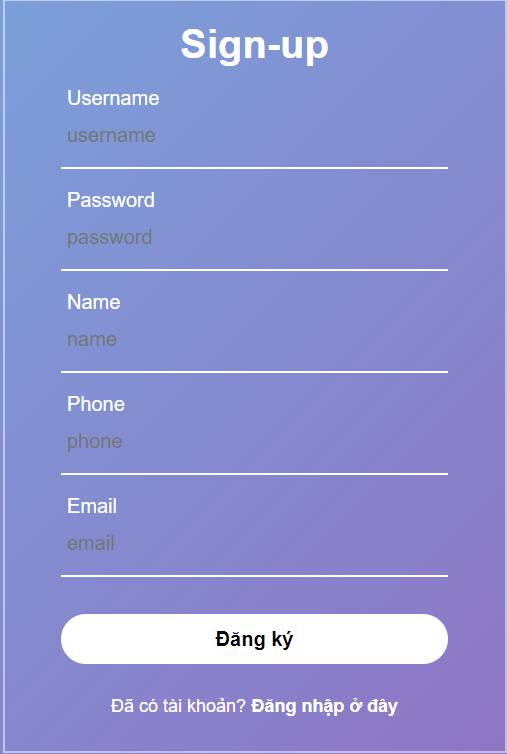 Sign-up
Username
username
Password
password
Name
name
Phone
phone
Email
email
Đăng ký
Đã có tài khoản? Đăng nhập ở đây